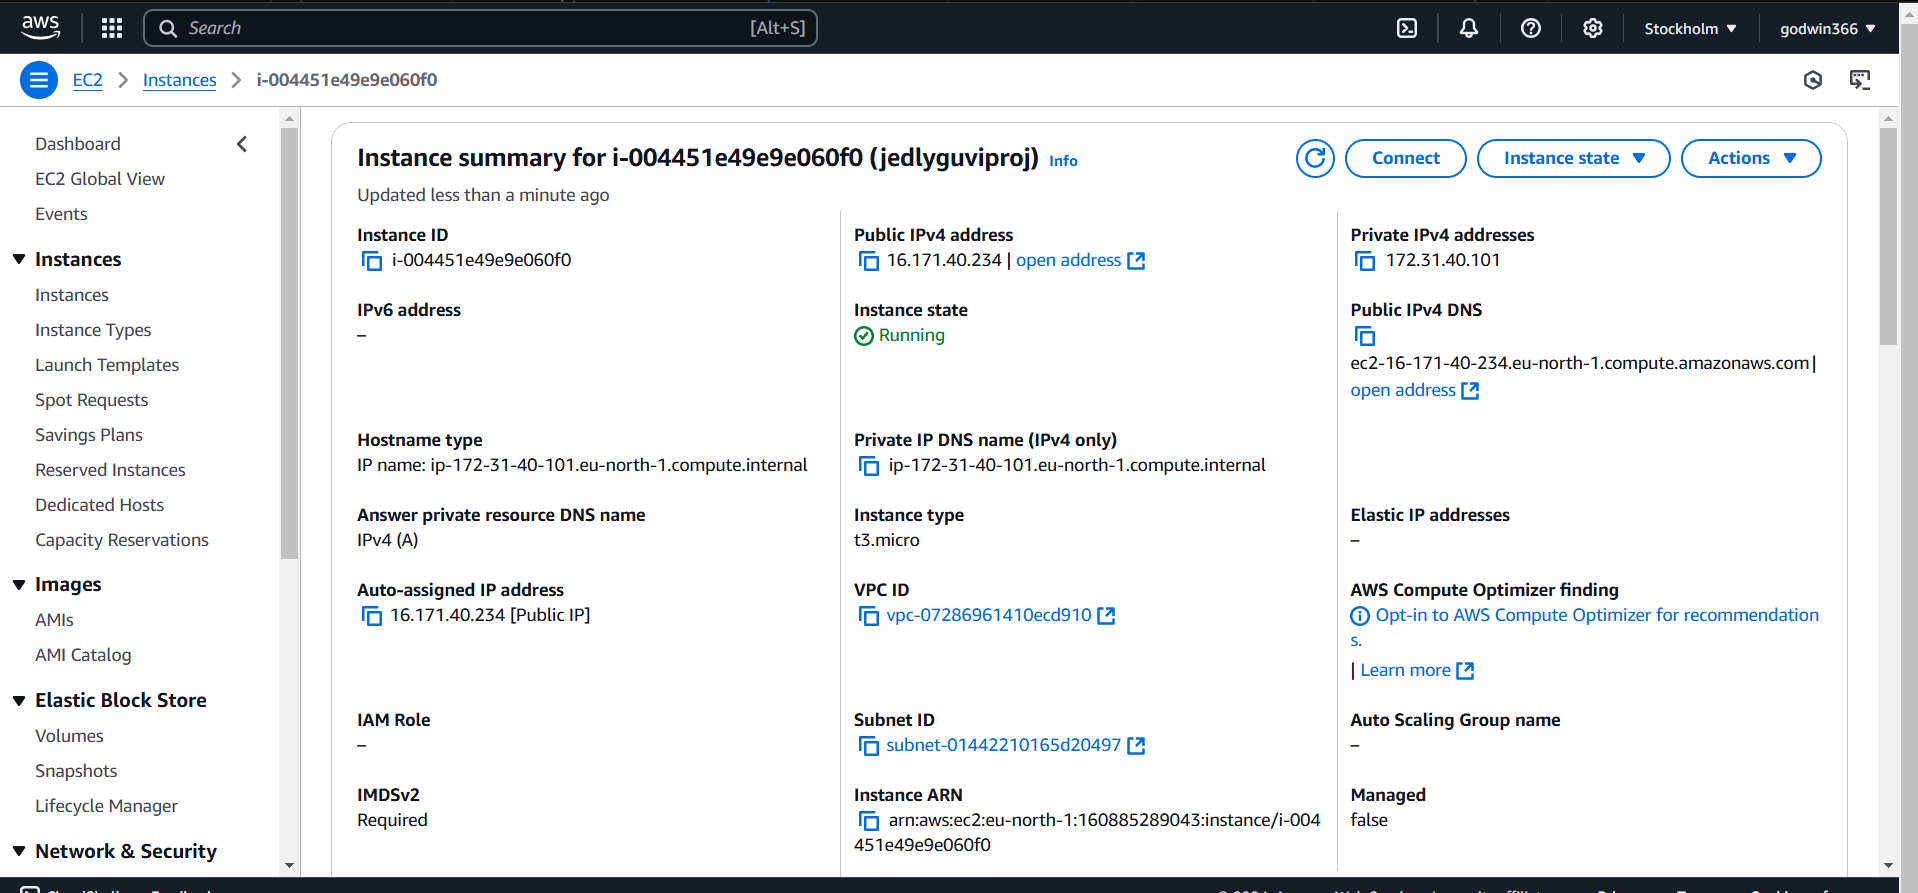 aws
Search
[Alt+S]
Stockholm
godwin366
EC2
Instances
i-004451e49e9e060f0
Dashboard
EC2 Global View
Events
Instances
Instances
Instance Types
Launch Templates
Spot Requests
Savings Plans
Reserved Instances
Dedicated Hosts
Capacity Reservations
Images
AMIs
AMI Catalog
Elastic Block Store
Volumes
Snapshots
Lifecycle Manager
Network & Security
Instance summary for i-004451e49e9e060f0 (jedlyguviproj) Info
Updated less than a minute ago
Connect
Instance state
Actions
Instance ID
i-004451e49e9e060f0
Public IPv4 address
16.171.40.234 | open address
Private IPv4 addresses
172.31.40.101
IPv6 address
–
Instance state
Running
Public IPv4 DNS
ec2-16-171-40-234.eu-north-1.compute.amazonaws.com |
open address
Hostname type
IP name: ip-172-31-40-101.eu-north-1.compute.internal
Private IP DNS name (IPv4 only)
ip-172-31-40-101.eu-north-1.compute.internal
Answer private resource DNS name
IPv4 (A)
Instance type
t3.micro
Elastic IP addresses
–
Auto-assigned IP address
16.171.40.234 [Public IP]
VPC ID
vpc-07286961410ecd910
AWS Compute Optimizer finding
Opt-in to AWS Compute Optimizer for recommendation
s.
| Learn more
IAM Role
–
Subnet ID
subnet-01442210165d20497
Auto Scaling Group name
–
IMDSv2
Required
Instance ARN
arn:aws:ec2:eu-north-1:160885289043:instance/i-004
451e49e9e060f0
Managed
false